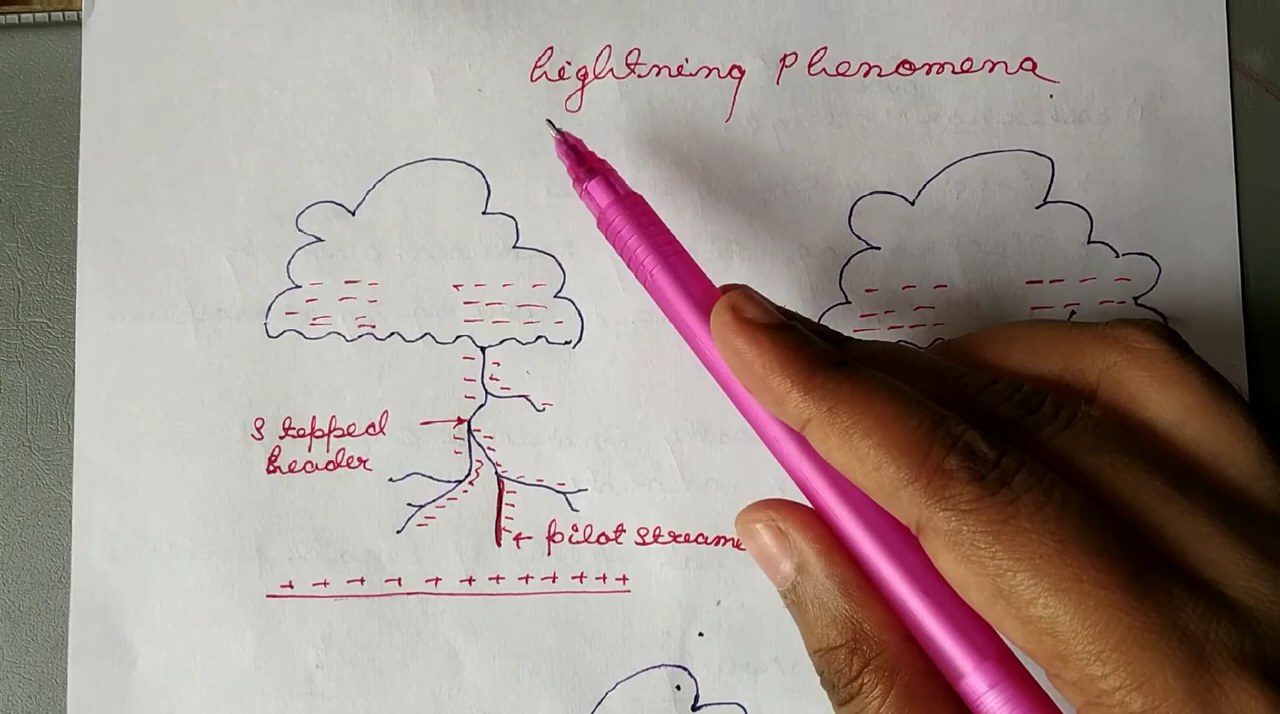 Lightning Phenomena
Stepped
Leader
← pilot streame
+ + + + + + + + + + + +